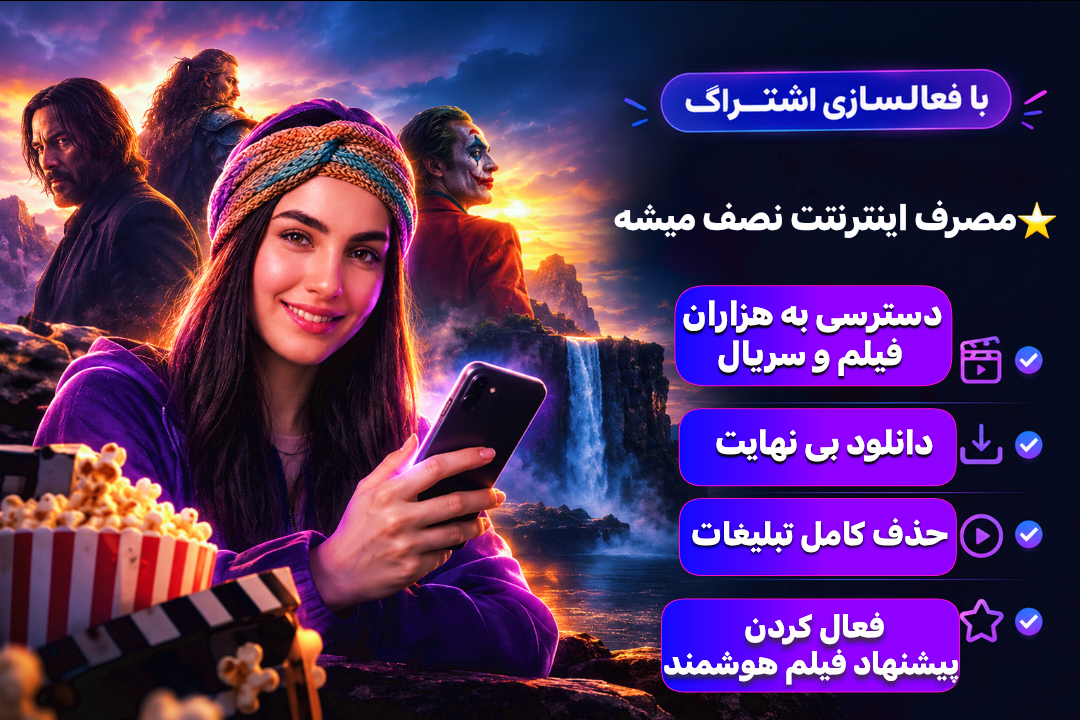 با فعالسازی اشتـــراگ
⭐مصرف اینترنتت نصف میشه
دسترسی به هزاران
فیلم و سریال
دانلود بی نهایت
حذف کامل تبلیغات
فعال کردن
پیشنهاد فیلم هوشمند